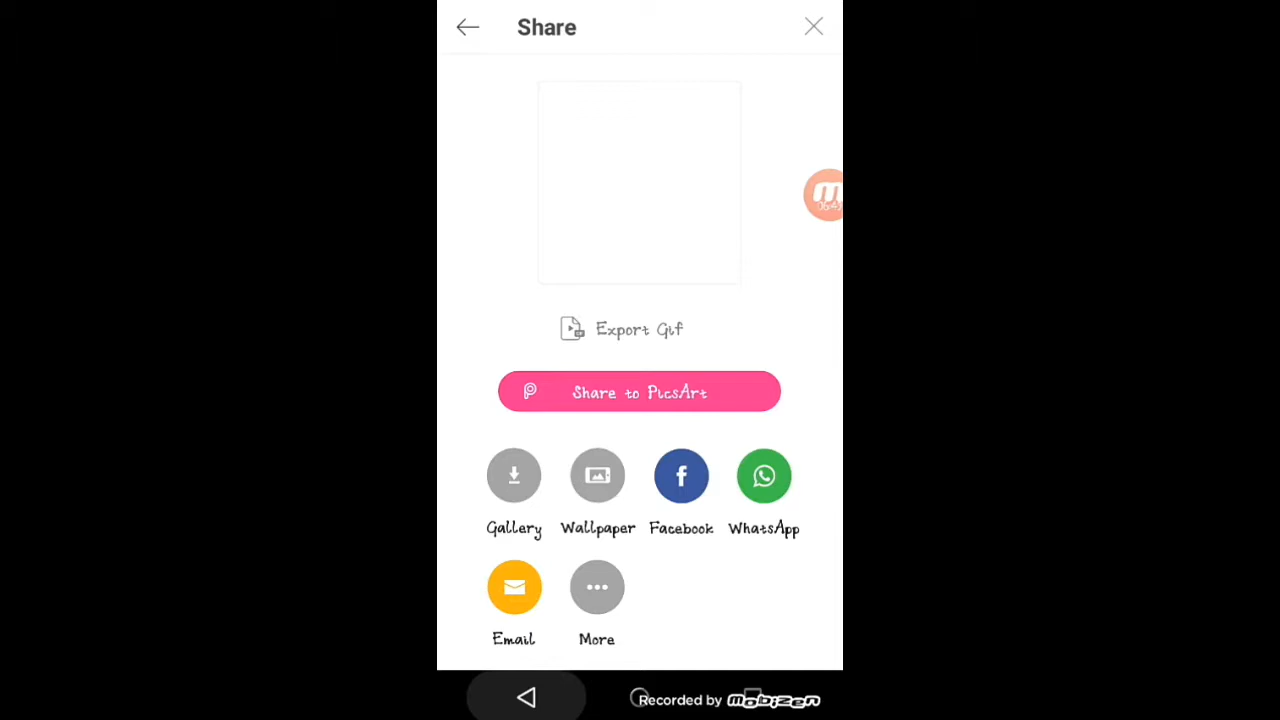 Share
Export Gif
Share to PicsArt
Gallery Wallpaper Facebook WhatsApp
Email More
Recorded by mobizen